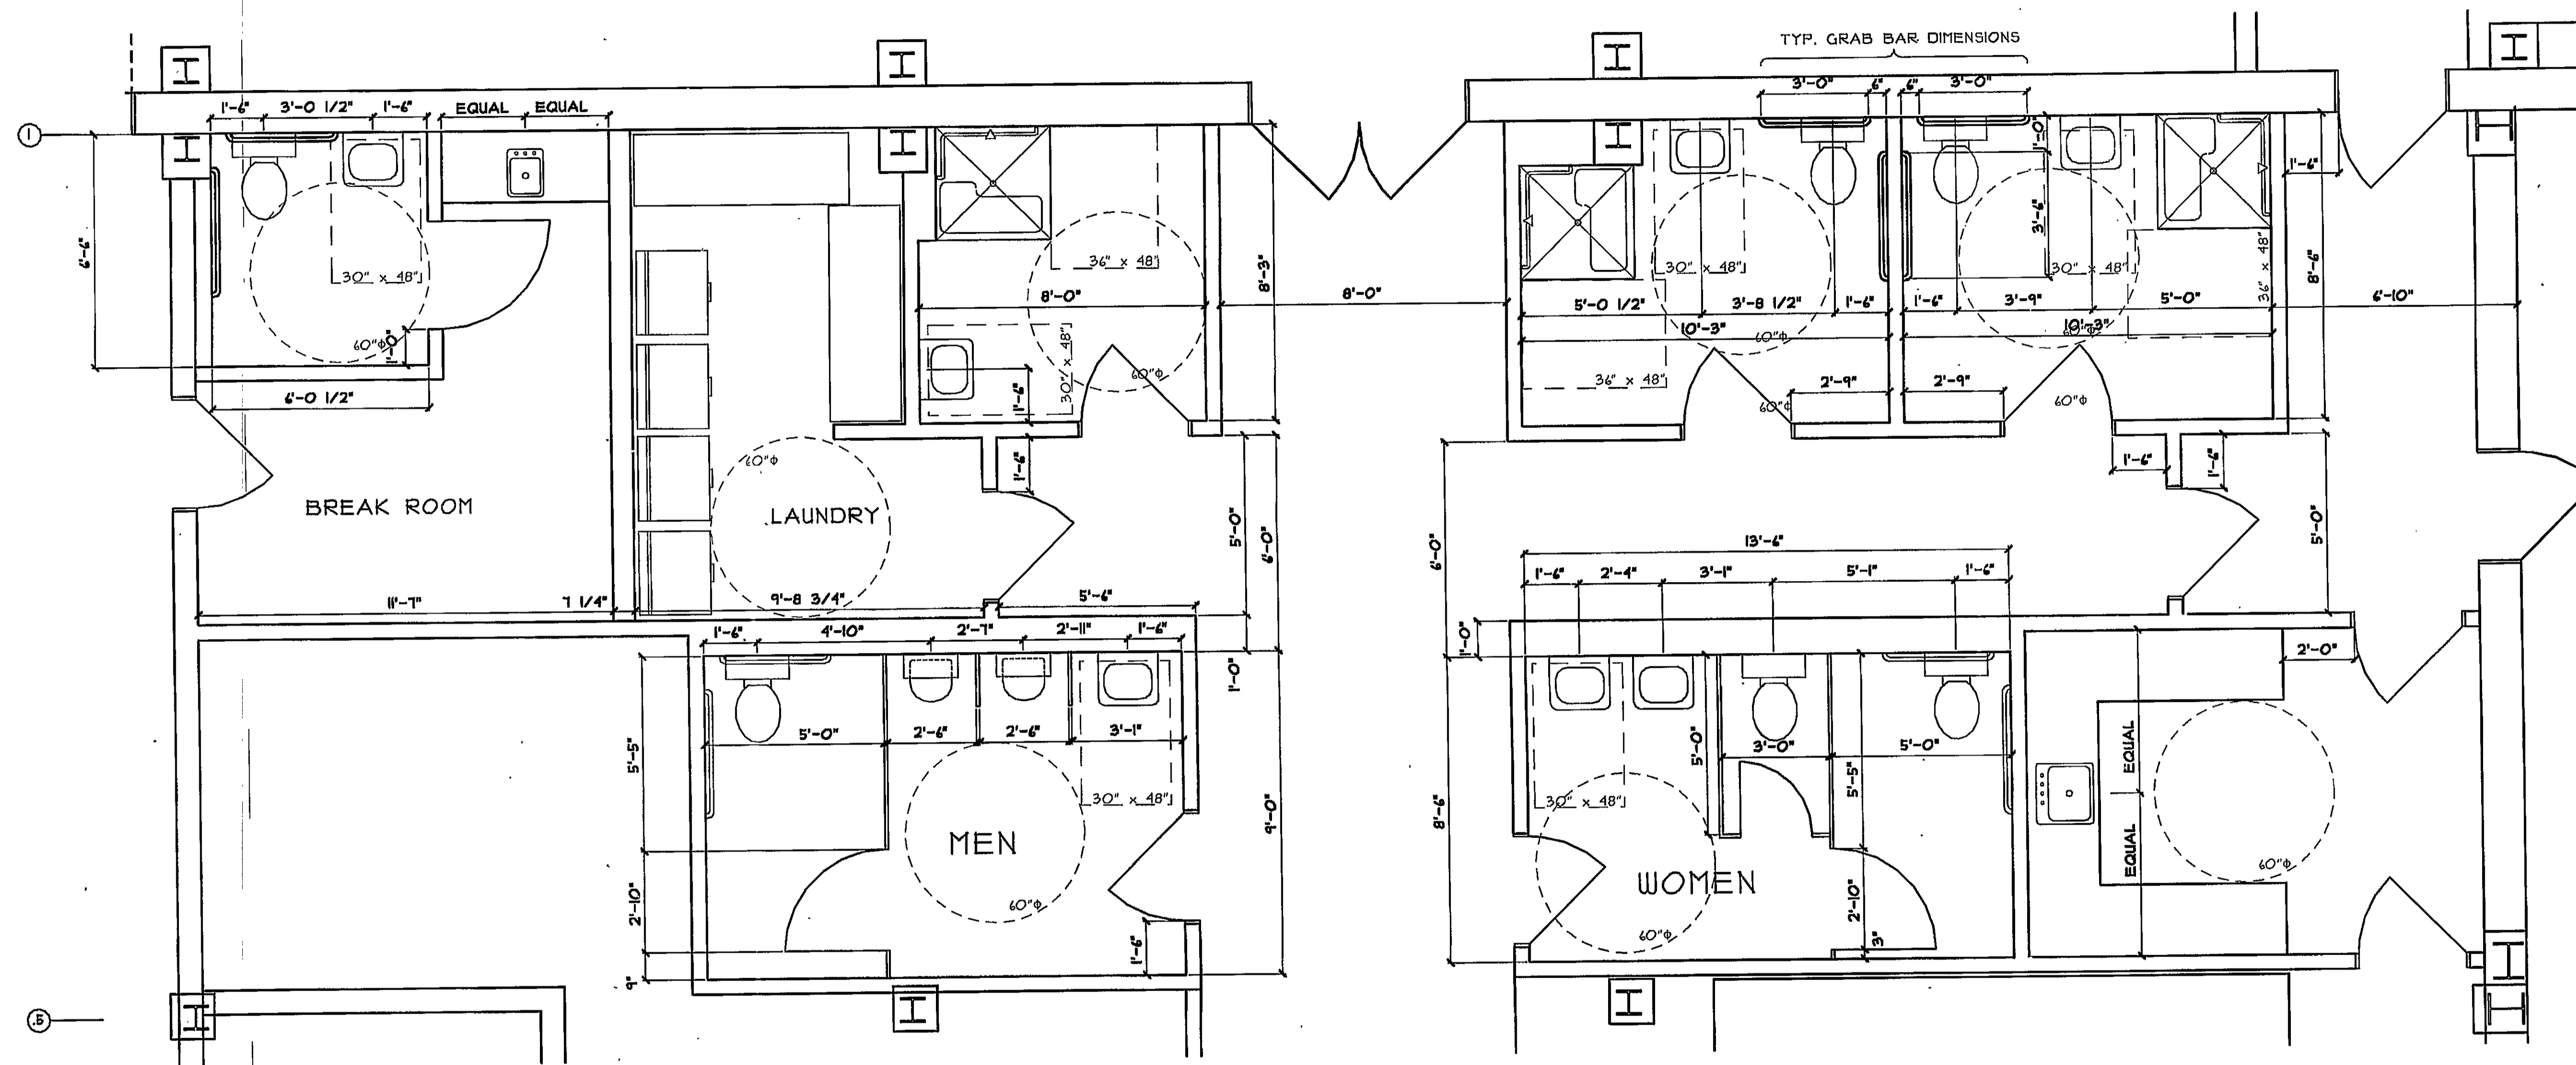 TYP. GRAB BAR DIMENSIONS
3'-0" 6" 6" 3'-0"
1'-6" 3'-0 1/2" 1'-6" EQUAL EQUAL
1
6'-6"
30" x 48"
60"ϕ
1'-0"
6'-0 1/2"
BREAK ROOM
11'-7"
7 1/4"
60"ϕ
LAUNDRY
9'-8 3/4"
36" x 48"
8'-0"
30" x 48"
60"ϕ
1'-6"
8'-3"
8'-0"
1'-6"
5'-0"
6'-0"
5'-6"
1'-0"
30" x 48"
5'-0 1/2" 3'-8 1/2" 1'-6"
10'-3"
60"ϕ
36" x 48"
2'-9"
60"ϕ
1'-0"
3'-6"
30" x 48"
36" x 48"
1'-6" 3'-9" 5'-0"
10'-3"
60"ϕ
2'-9"
60"ϕ
1'-6"
8'-6"
6'-10"
1'-6"
1'-6"
5'-0"
6'-0"
1'-6" 4'-10" 2'-7" 2'-11" 1'-6"
5'-0" 2'-6" 2'-6" 3'-1"
5'-5"
2'-10"
9"
30" x 48"
MEN
60"ϕ
1'-6"
9'-0"
13'-6"
1'-6" 2'-4" 3'-1" 5'-1" 1'-6"
1'-0"
8'-6"
5'-0"
3'-0" 5'-0"
5'-5"
2'-10"
3"
30" x 48"
WOMEN
60"ϕ
2'-0"
EQUAL
EQUAL
60"ϕ
.5